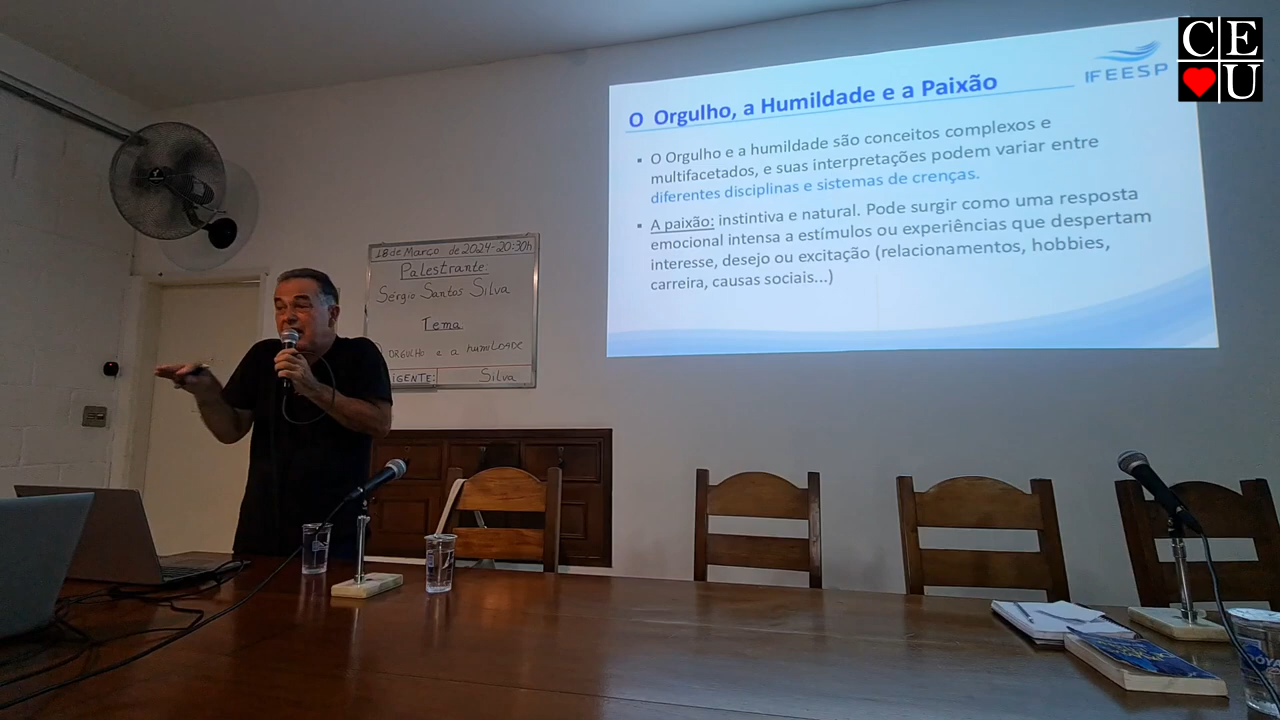 C E
U
IFEESP
O Orgulho, a Humildade e a Paixão
▪ O Orgulho e a humildade são conceitos complexos e
multifacetados, e suas interpretações podem variar entre
diferentes disciplinas e sistemas de crenças.
▪ A paixão: instintiva e natural. Pode surgir como uma resposta
emocional intensa a estímulos ou experiências que despertam
interesse, desejo ou excitação (relacionamentos, hobbies,
carreira, causas sociais...)
18 de Março de 2024-20:30h
Palestrante:
Sérgio Santos Silva
Tema
ORGULHO e a humiLDADE
IGENTE: Silva